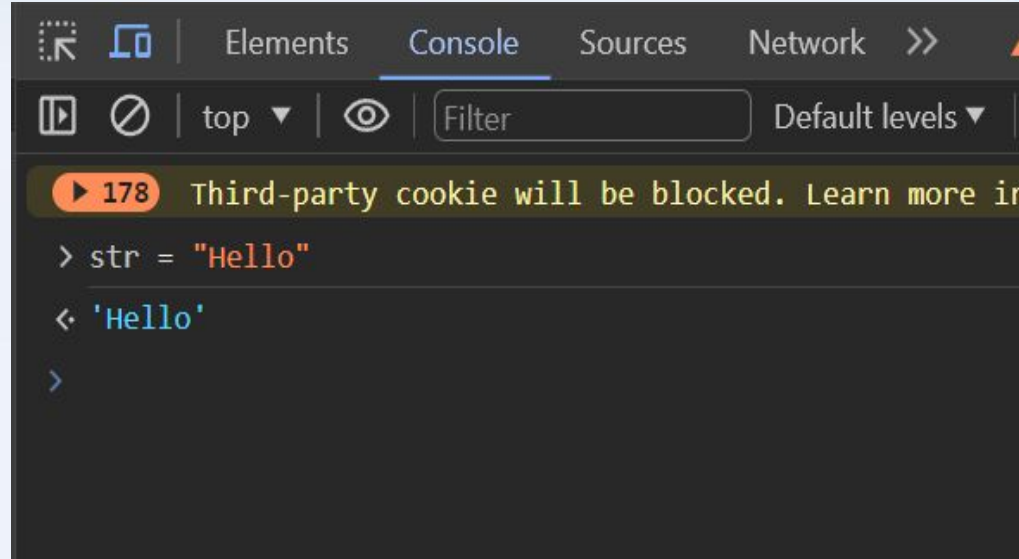 Elements Console Sources Network
top Filter Default levels
178 Third-party cookie will be blocked. Learn more in
> str = "Hello"
'Hello'
>